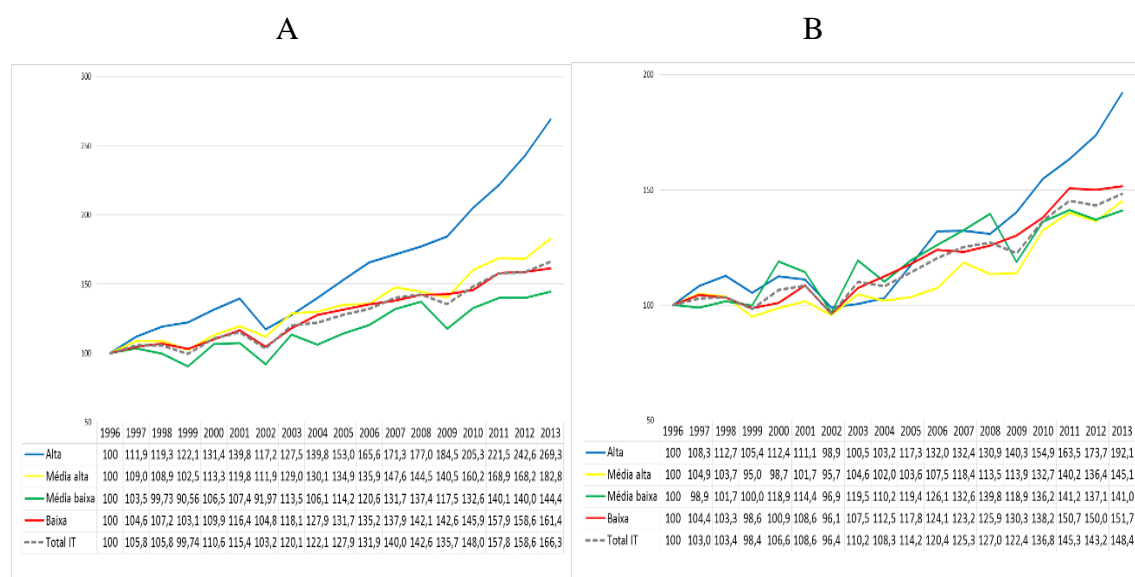 A
B
300
250
200
150
100
50
1996 1997 1998 1999 2000 2001 2002 2003 2004 2005 2006 2007 2008 2009 2010 2011 2012 2013
Alta 100 111,9 119,3 122,1 131,4 139,8 117,2 127,5 139,8 153,0 165,6 171,3 177,0 184,5 205,3 221,5 242,6 269,3
Média alta 100 109,0 108,9 102,5 113,3 119,8 111,9 129,0 130,1 134,9 135,9 147,6 144,5 140,5 160,2 168,9 168,2 182,8
Média baixa 100 103,5 99,73 90,56 106,5 107,4 91,97 113,5 106,1 114,2 120,6 131,7 137,4 117,5 132,6 140,1 140,0 144,4
Baixa 100 104,6 107,2 103,1 109,9 116,4 104,8 118,1 127,9 131,7 135,2 137,9 142,1 142,6 145,9 157,9 158,6 161,4
Total IT 100 105,8 105,8 99,74 110,6 115,4 103,2 120,1 122,1 127,9 131,9 140,0 142,6 135,7 148,0 157,8 158,6 166,3
200
150
100
50
1996 1997 1998 1999 2000 2001 2002 2003 2004 2005 2006 2007 2008 2009 2010 2011 2012 2013
Alta 100 108,3 112,7 105,4 112,4 111,1 98,9 100,5 103,2 117,3 132,0 132,4 130,9 140,3 154,9 163,5 173,7 192,1
Média alta 100 104,9 103,7 95,0 98,7 101,7 95,7 104,6 102,0 103,6 107,5 118,4 113,5 113,9 132,7 140,2 136,4 145,1
Média baixa 100 98,9 101,7 100,0 118,9 114,4 96,9 119,5 110,2 119,4 126,1 132,6 139,8 118,9 136,2 141,2 137,1 141,0
Baixa 100 104,4 103,3 98,6 100,9 108,6 96,1 107,5 112,5 117,8 124,1 123,2 125,9 130,3 138,2 150,7 150,0 151,7
Total IT 100 103,0 103,4 98,4 106,6 108,6 96,4 110,2 108,3 114,2 120,4 125,3 127,0 122,4 136,8 145,3 143,2 148,4